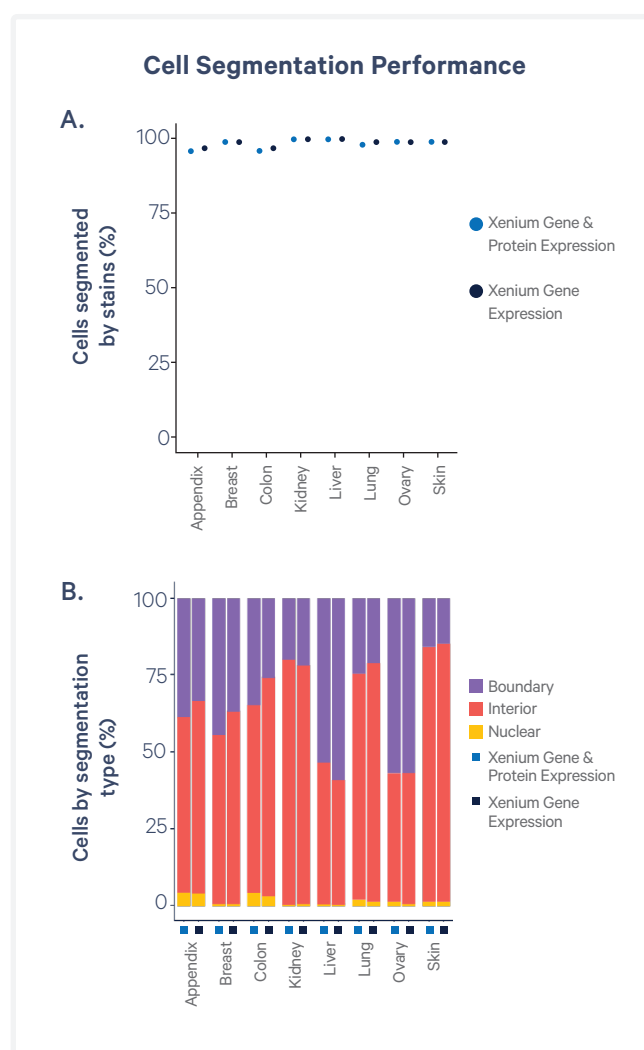 Cell Segmentation Performance
A.
Cells segmented
by stains (%)
100
75
50
25
0
Appendix
Breast
Colon
Kidney
Liver
Lung
Ovary
Skin
Xenium Gene &
Protein Expression
Xenium Gene
Expression
B.
Cells by segmentation
type (%)
100
75
50
25
0
Appendix
Breast
Colon
Kidney
Liver
Lung
Ovary
Skin
Boundary
Interior
Nuclear
Xenium Gene &
Protein Expression
Xenium Gene
Expression